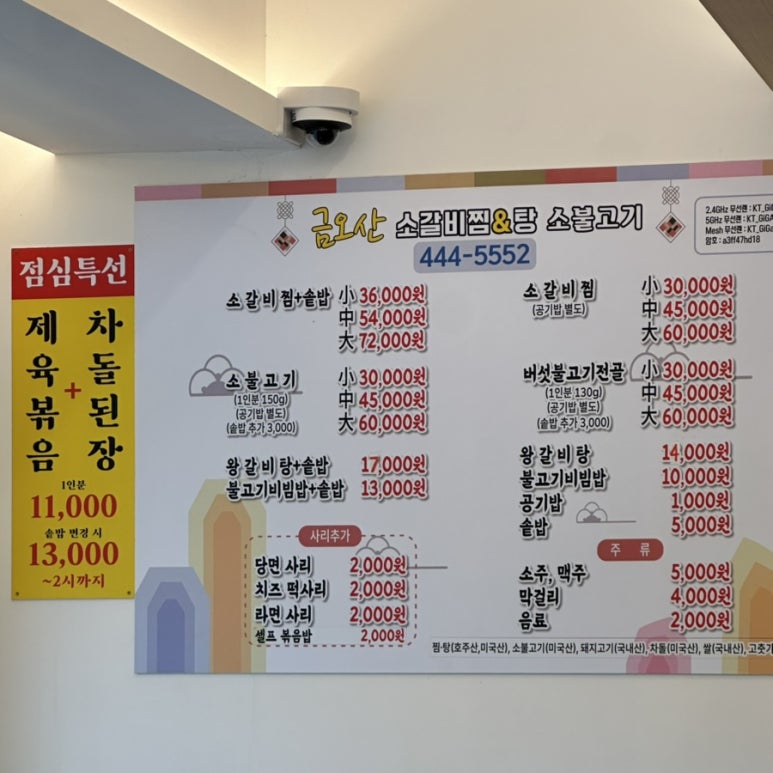 점심특선
차돌된장
+
제육볶음
1인분
11,000
솥밥 변경 시
13,000
~2시까지
금오산 소갈비찜&탕 소불고기
444-5552
2.4GHz 무선랜 :
5GHz 무선랜 :
Mesh 무선랜 :
암호 : a3ff47hd18
소갈비찜+솥밥 小 36,000원
中 54,000원
大 72,000원
소불고기 小 30,000원
(1인분 150g) 中 45,000원
(공기밥 별도) 大 60,000원
(솥밥 추가 3,000)
왕갈비탕+솥밥 17,000원
불고기비빔밥+솥밥 13,000원
사리추가
당면 사리 2,000원
치즈 떡사리 2,000원
라면 사리 2,000원
셀프 볶음밥 2,000원
소갈비찜 小 30,000원
(공기밥 별도) 中 45,000원
大 60,000원
버섯불고기전골 小 30,000원
(1인분 130g) 中 45,000원
(공기밥 별도) 大 60,000원
(솥밥 추가 3,000)
왕갈비탕 14,000원
불고기비빔밥 10,000원
공기밥 1,000원
솥밥 5,000원
주 류
소주, 맥주 5,000원
막걸리 4,000원
음료 2,000원
찜·탕(호주산,미국산), 소불고기(미국산), 돼지고기(국내산), 차돌(미국산), 쌀(국내산), 고춧가